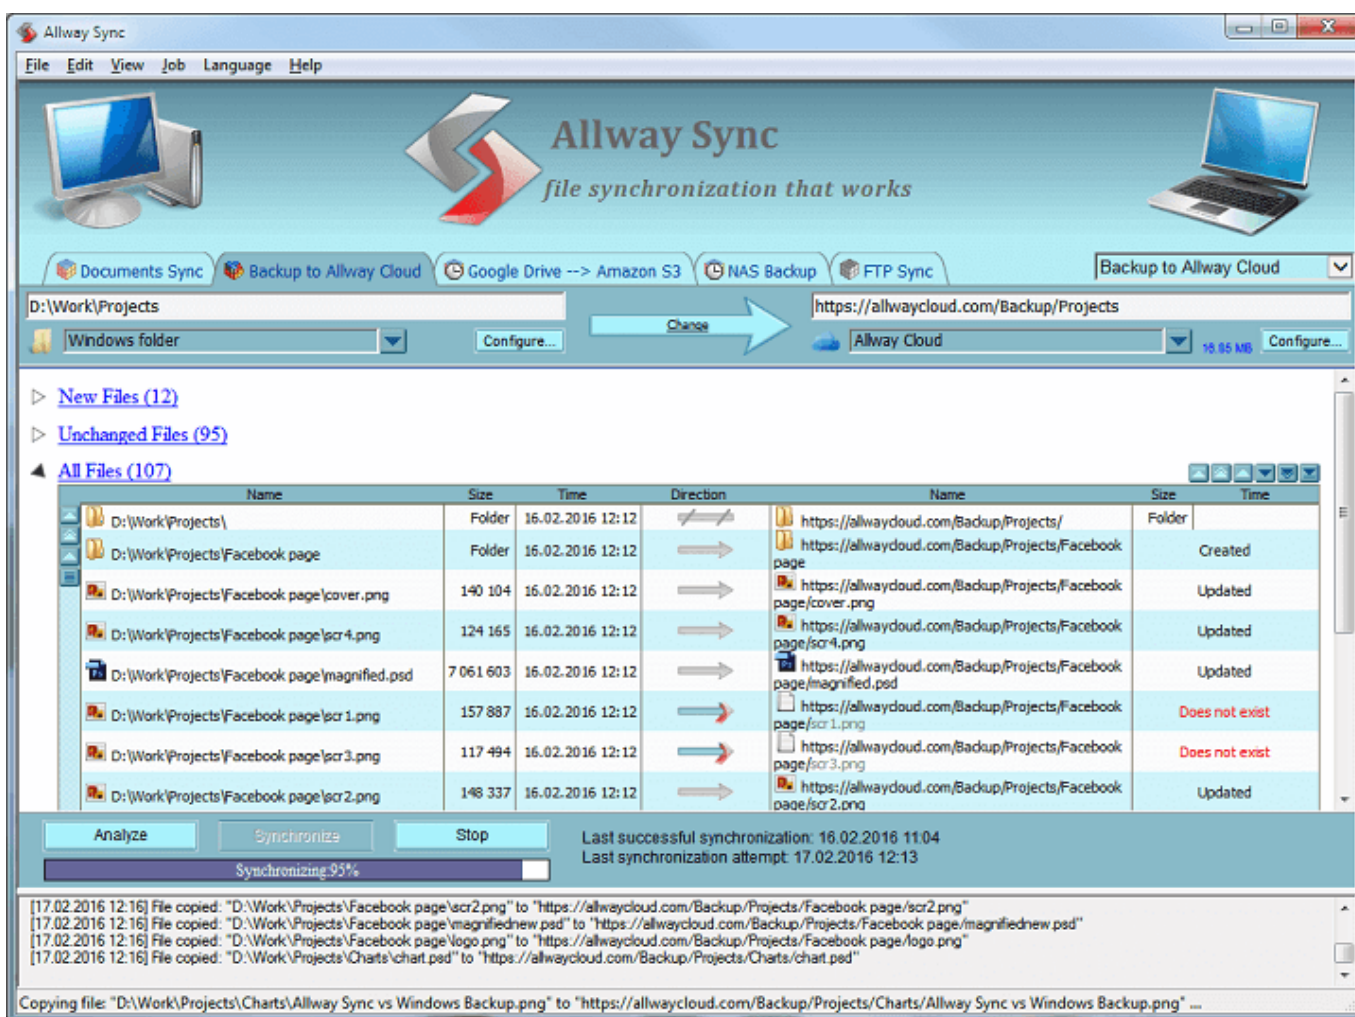 Allway Sync
File Edit View Job Language Help
Allway Sync
file synchronization that works
Documents Sync Backup to Allway Cloud Google Drive --> Amazon S3 NAS Backup FTP Sync Backup to Allway Cloud
D:\Work\Projects https://allwaycloud.com/Backup/Projects
Change
Windows folder Configure... Allway Cloud 16.85 MB Configure...
New Files (12)
Unchanged Files (95)
All Files (107)
Name Size Time Direction Name Size Time
D:\Work\Projects\ Folder 16.02.2016 12:12 https://allwaycloud.com/Backup/Projects/ Folder
D:\Work\Projects\Facebook page Folder 16.02.2016 12:12 https://allwaycloud.com/Backup/Projects/Facebook Created
page
D:\Work\Projects\Facebook page\cover.png 140 104 16.02.2016 12:12 https://allwaycloud.com/Backup/Projects/Facebook Updated
page/cover.png
D:\Work\Projects\Facebook page\scr4.png 124 165 16.02.2016 12:12 https://allwaycloud.com/Backup/Projects/Facebook Updated
page/scr4.png
D:\Work\Projects\Facebook page\magnified.psd 7 061 603 16.02.2016 12:12 https://allwaycloud.com/Backup/Projects/Facebook Updated
page/magnified.psd
D:\Work\Projects\Facebook page\scr1.png 157 887 16.02.2016 12:12 https://allwaycloud.com/Backup/Projects/Facebook Does not exist
page/scr1.png
D:\Work\Projects\Facebook page\scr3.png 117 494 16.02.2016 12:12 https://allwaycloud.com/Backup/Projects/Facebook Does not exist
page/scr3.png
D:\Work\Projects\Facebook page\scr2.png 148 337 16.02.2016 12:12 https://allwaycloud.com/Backup/Projects/Facebook Updated
page/scr2.png
Analyze Synchronize Stop Last successful synchronization: 16.02.2016 11:04
Last synchronization attempt: 17.02.2016 12:13
Synchronizing:95%
[17.02.2016 12:16] File copied: "D:\Work\Projects\Facebook page\scr2.png" to "https://allwaycloud.com/Backup/Projects/Facebook page/scr2.png"
[17.02.2016 12:16] File copied: "D:\Work\Projects\Facebook page\magnifiednew.psd" to "https://allwaycloud.com/Backup/Projects/Facebook page/magnifiednew.psd"
[17.02.2016 12:16] File copied: "D:\Work\Projects\Facebook page\logo.png" to "https://allwaycloud.com/Backup/Projects/Facebook page/logo.png"
[17.02.2016 12:16] File copied: "D:\Work\Projects\Charts\chart.psd" to "https://allwaycloud.com/Backup/Projects/Charts/chart.psd"
Copying file: "D:\Work\Projects\Charts\Allway Sync vs Windows Backup.png" to "https://allwaycloud.com/Backup/Projects/Charts/Allway Sync vs Windows Backup.png" ...